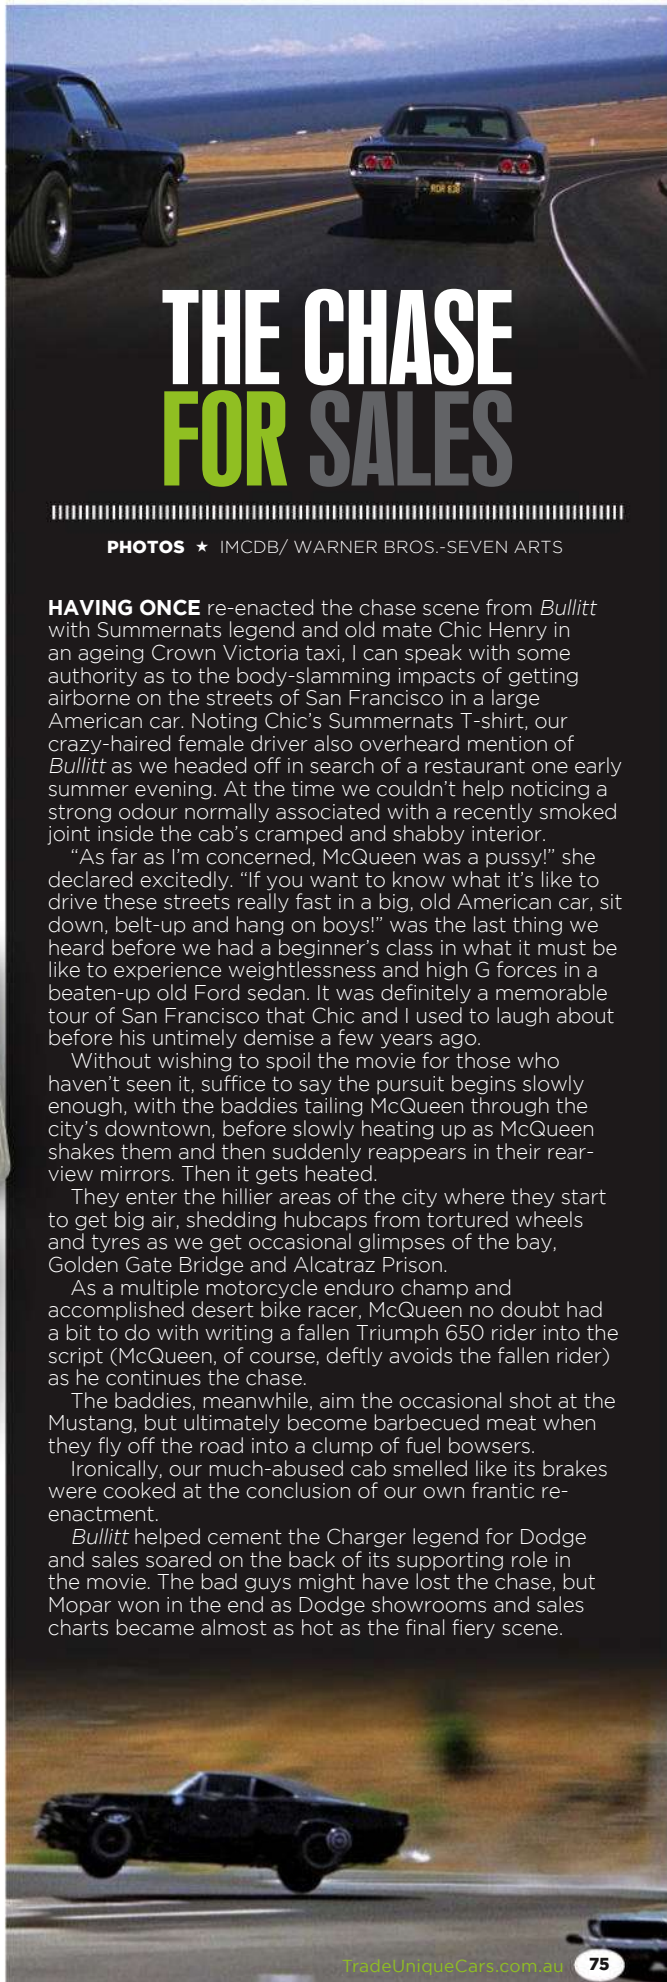 THE CHASE
FOR SALES
PHOTOS ★ IMCDB/ WARNER BROS.-SEVEN ARTS
HAVING ONCE re-enacted the chase scene from Bullitt
with Summernats legend and old mate Chic Henry in
an ageing Crown Victoria taxi, I can speak with some
authority as to the body-slamming impacts of getting
airborne on the streets of San Francisco in a large
American car. Noting Chic’s Summernats T-shirt, our
crazy-haired female driver also overheard mention of
Bullitt as we headed off in search of a restaurant one early
summer evening. At the time we couldn’t help noticing a
strong odour normally associated with a recently smoked
joint inside the cab’s cramped and shabby interior.
“As far as I’m concerned, McQueen was a pussy!” she
declared excitedly. “If you want to know what it’s like to
drive these streets really fast in a big, old American car, sit
down, belt-up and hang on boys!” was the last thing we
heard before we had a beginner’s class in what it must be
like to experience weightlessness and high G forces in a
beaten-up old Ford sedan. It was definitely a memorable
tour of San Francisco that Chic and I used to laugh about
before his untimely demise a few years ago.
Without wishing to spoil the movie for those who
haven’t seen it, suffice to say the pursuit begins slowly
enough, with the baddies tailing McQueen through the
city’s downtown, before slowly heating up as McQueen
shakes them and then suddenly reappears in their rear-
view mirrors. Then it gets heated.
They enter the hillier areas of the city where they start
to get big air, shedding hubcaps from tortured wheels
and tyres as we get occasional glimpses of the bay,
Golden Gate Bridge and Alcatraz Prison.
As a multiple motorcycle enduro champ and
accomplished desert bike racer, McQueen no doubt had
a bit to do with writing a fallen Triumph 650 rider into the
script (McQueen, of course, deftly avoids the fallen rider)
as he continues the chase.
The baddies, meanwhile, aim the occasional shot at the
Mustang, but ultimately become barbecued meat when
they fly off the road into a clump of fuel bowsers.
Ironically, our much-abused cab smelled like its brakes
were cooked at the conclusion of our own frantic re-
enactment.
Bullitt helped cement the Charger legend for Dodge
and sales soared on the back of its supporting role in
the movie. The bad guys might have lost the chase, but
Mopar won in the end as Dodge showrooms and sales
charts became almost as hot as the final fiery scene.
TradeUniqueCars.com.au 75